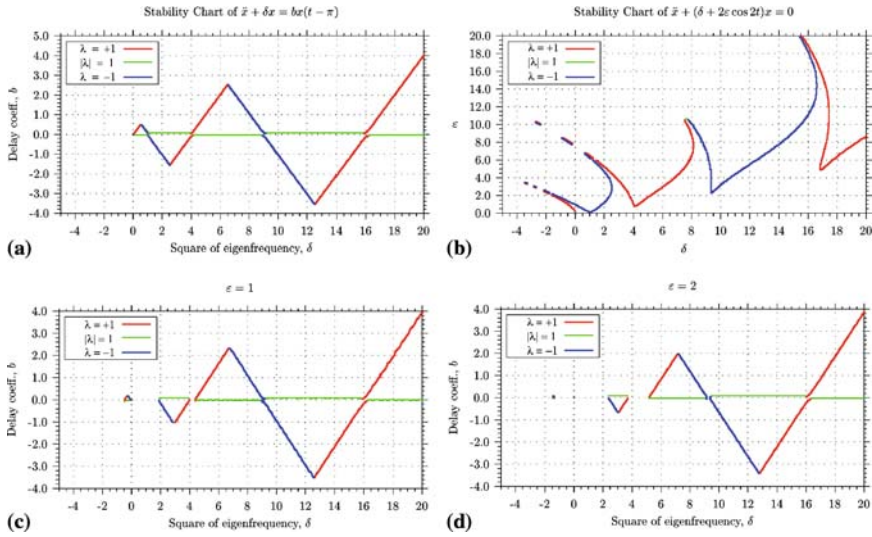 Stability Chart of ẍ + δx = bx(t − π)
λ = +1
|λ| = 1
λ = −1
Delay coeff., b
5.0
4.0
3.0
2.0
1.0
0.0
-1.0
-2.0
-3.0
-4.0
-4 -2 0 2 4 6 8 10 12 14 16 18 20
Square of eigenfrequency, δ
(a)
Stability Chart of ẍ + (δ + 2ε cos 2t)x = 0
λ = +1
|λ| = 1
λ = −1
ε
20.0
18.0
16.0
14.0
12.0
10.0
8.0
6.0
4.0
2.0
0.0
-4 -2 0 2 4 6 8 10 12 14 16 18 20
δ
(b)
ε = 1
λ = +1
|λ| = 1
λ = −1
Delay coeff., b
4.0
3.0
2.0
1.0
0.0
-1.0
-2.0
-3.0
-4.0
-4 -2 0 2 4 6 8 10 12 14 16 18 20
Square of eigenfrequency, δ
(c)
ε = 2
λ = +1
|λ| = 1
λ = −1
Delay coeff., b
4.0
3.0
2.0
1.0
0.0
-1.0
-2.0
-3.0
-4.0
-4 -2 0 2 4 6 8 10 12 14 16 18 20
Square of eigenfrequency, δ
(d)